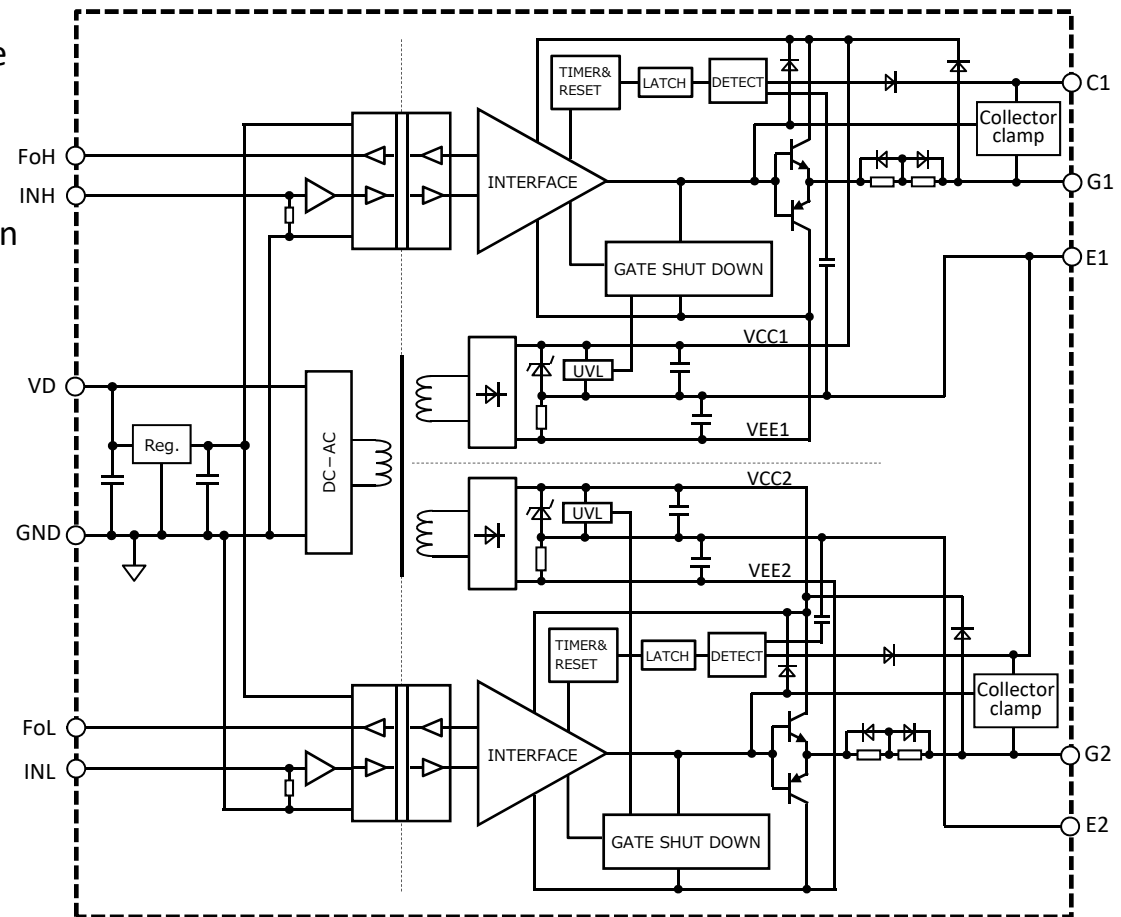 e
n
FoH
INH
VD
GND
FoL
INL
C1
G1
E1
G2
E2
TIMER&
RESET
LATCH
DETECT
Collector
clamp
INTERFACE
GATE SHUT DOWN
VCC1
UVL
VEE1
Reg.
DC-AC
VCC2
UVL
VEE2
TIMER&
RESET
LATCH
DETECT
Collector
clamp
INTERFACE
GATE SHUT DOWN